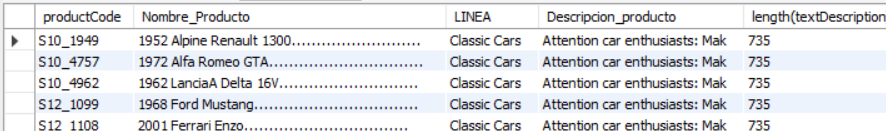 productCode Nombre_Producto LINEA Descripcion_producto length(textDescription
S10_1949 1952 Alpine Renault 1300.......................... Classic Cars Attention car enthusiasts: Mak 735
S10_4757 1972 Alfa Romeo GTA............................... Classic Cars Attention car enthusiasts: Mak 735
S10_4962 1962 LanciaA Delta 16V............................ Classic Cars Attention car enthusiasts: Mak 735
S12_1099 1968 Ford Mustang................................. Classic Cars Attention car enthusiasts: Mak 735
S12_1108 2001 Ferrari Enzo................................. Classic Cars Attention car enthusiasts: Mak 735